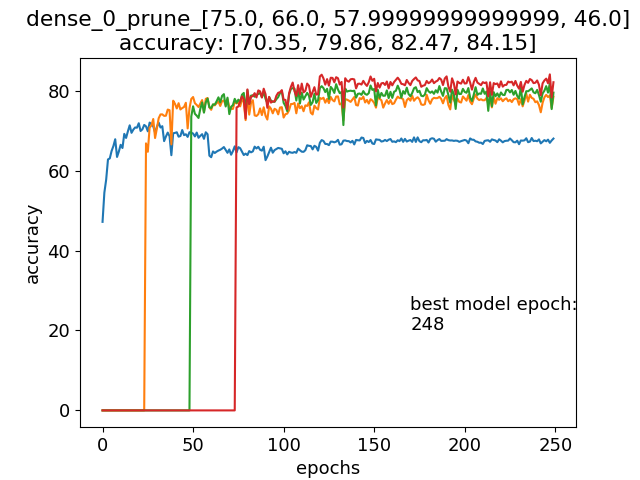 dense_0_prune_[75.0, 66.0, 57.99999999999999, 46.0]
accuracy: [70.35, 79.86, 82.47, 84.15]
80
60
40
20
0
accuracy
best model epoch:
248
0 50 100 150 200 250
epochs